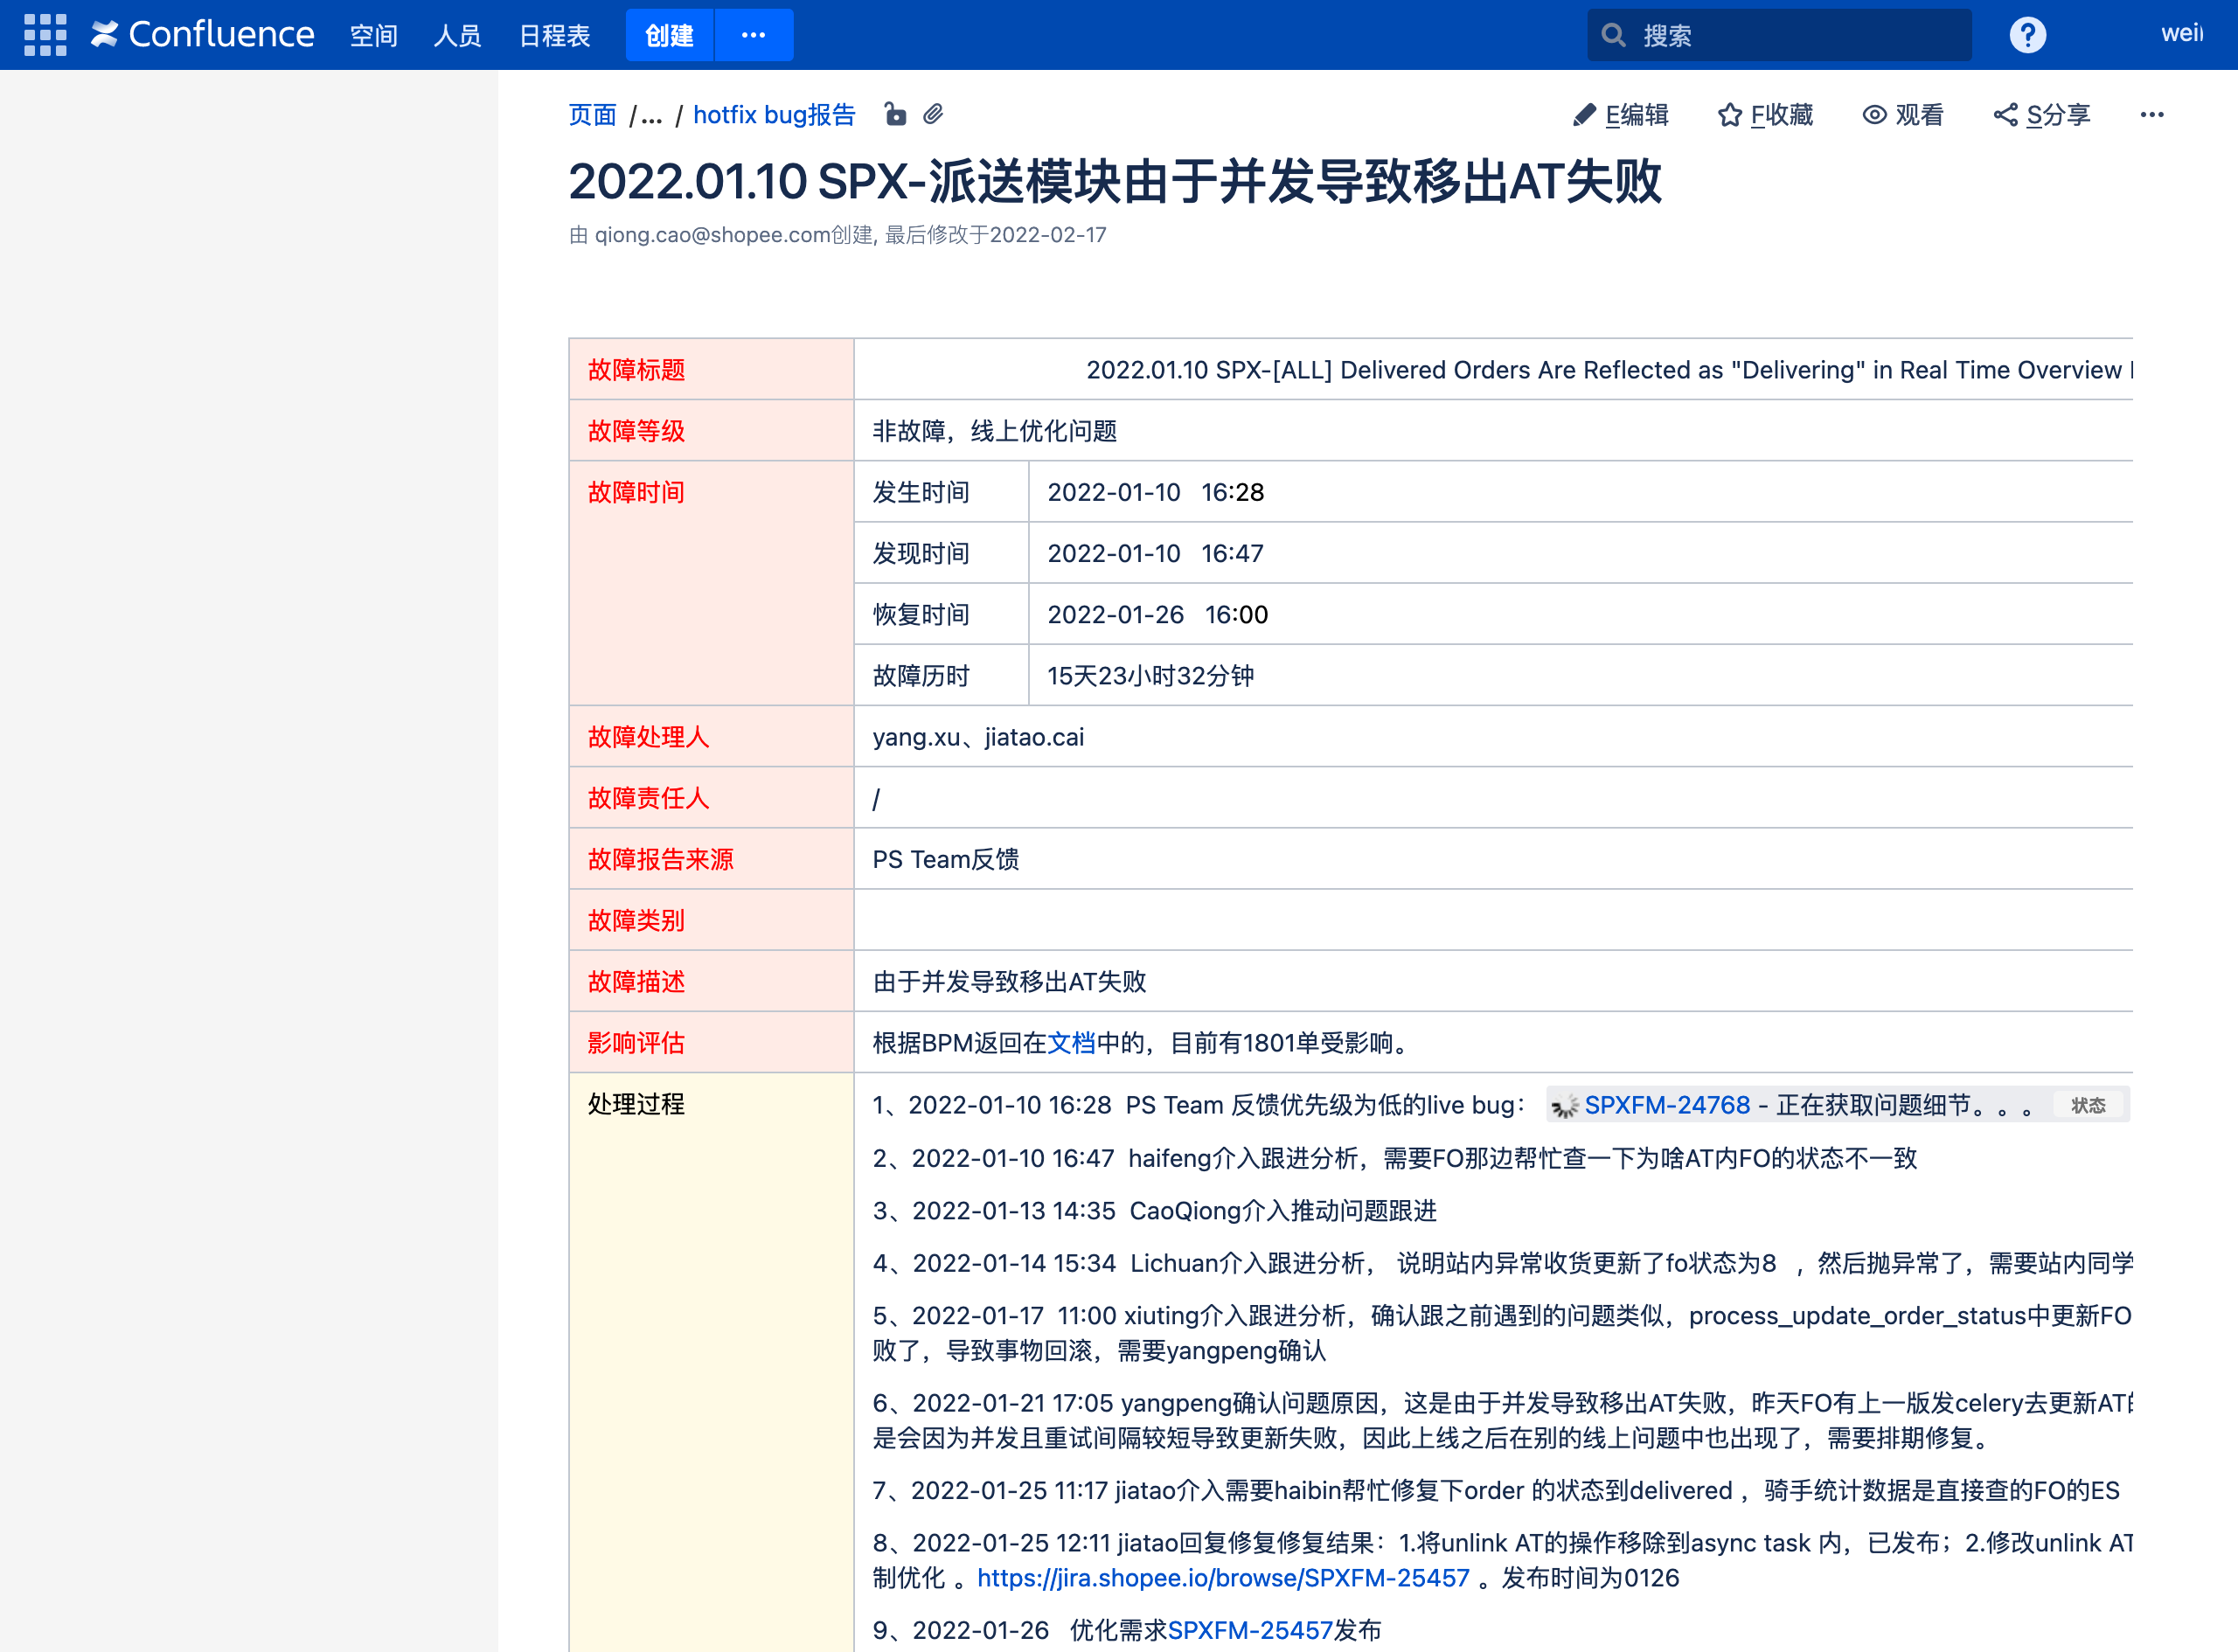 Confluence 空间 人员 日程表 创建 ··· 搜索 ? wei
页面 /... / hotfix bug报告 E编辑 F收藏 观看 S分享 ···
2022.01.10 SPX-派送模块由于并发导致移出AT失败
由 qiong.cao@shopee.com创建, 最后修改于2022-02-17
故障标题 2022.01.10 SPX-[ALL] Delivered Orders Are Reflected as "Delivering" in Real Time Overview
故障等级 非故障，线上优化问题
故障时间 发生时间 2022-01-10 16:28
发现时间 2022-01-10 16:47
恢复时间 2022-01-26 16:00
故障历时 15天23小时32分钟
故障处理人 yang.xu、jiatao.cai
故障责任人 /
故障报告来源 PS Team反馈
故障类别
故障描述 由于并发导致移出AT失败
影响评估 根据BPM返回在文档中的，目前有1801单受影响。
处理过程 1、2022-01-10 16:28 PS Team 反馈优先级为低的live bug： SPXFM-24768 - 正在获取问题细节。。。 状态
2、2022-01-10 16:47 haifeng介入跟进分析，需要FO那边帮忙查一下为啥AT内FO的状态不一致
3、2022-01-13 14:35 CaoQiong介入推动问题跟进
4、2022-01-14 15:34 Lichuan介入跟进分析， 说明站内异常收货更新了fo状态为8 ，然后抛异常了，需要站内同学
5、2022-01-17 11:00 xiuting介入跟进分析，确认跟之前遇到的问题类似，process_update_order_status中更新FO
败了，导致事物回滚，需要yangpeng确认
6、2022-01-21 17:05 yangpeng确认问题原因，这是由于并发导致移出AT失败，昨天FO有上一版发celery去更新AT
是会因为并发且重试间隔较短导致更新失败，因此上线之后在别的线上问题中也出现了，需要排期修复。
7、2022-01-25 11:17 jiatao介入需要haibin帮忙修复下order 的状态到delivered ，骑手统计数据是直接查的FO的ES
8、2022-01-25 12:11 jiatao回复修复修复结果：1.将unlink AT的操作移除到async task 内，已发布；2.修改unlink AT
制优化 。https://jira.shopee.io/browse/SPXFM-25457 。发布时间为0126
9、2022-01-26 优化需求SPXFM-25457发布